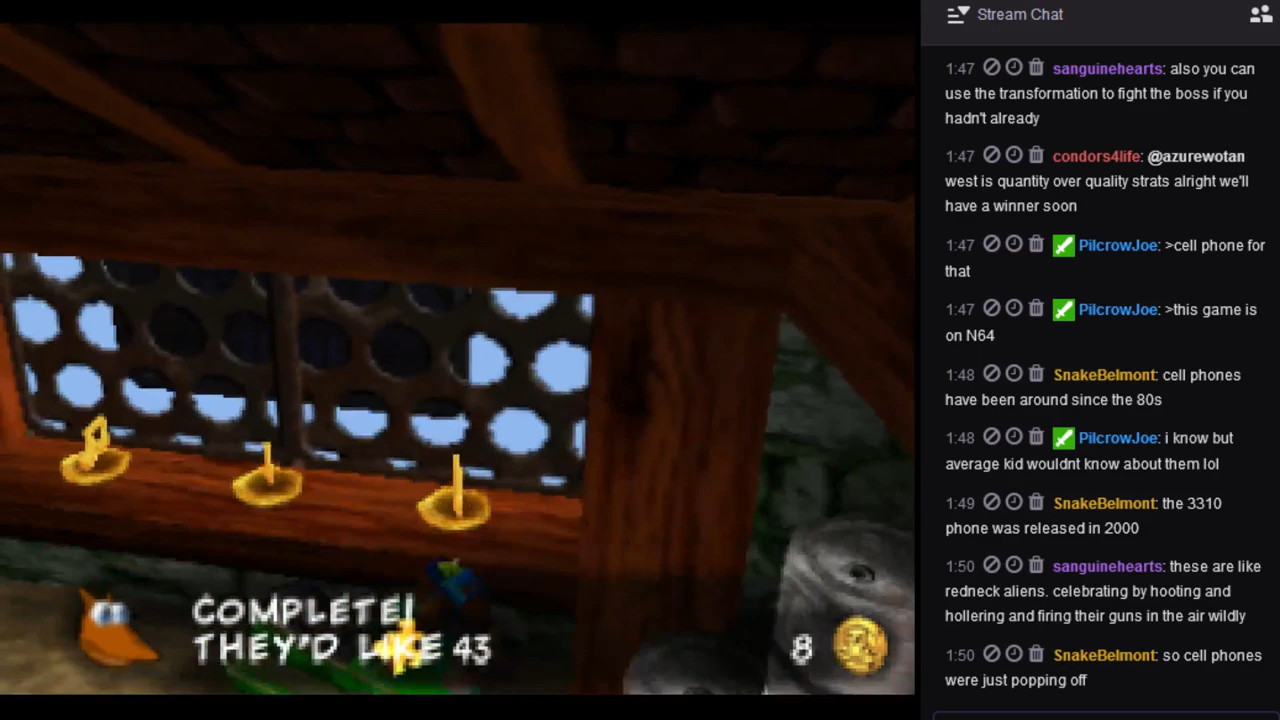 COMPLETE!
THEY'D LIKE 43
8
Stream Chat
1:47 sanguinehearts: also you can
use the transformation to fight the boss if you
hadn't already
1:47 condors4life: @azurewotan
west is quantity over quality strats alright we'll
have a winner soon
1:47 PilcrowJoe: >cell phone for
that
1:47 PilcrowJoe: >this game is
on N64
1:48 SnakeBelmont: cell phones
have been around since the 80s
1:48 PilcrowJoe: i know but
average kid wouldnt know about them lol
1:49 SnakeBelmont: the 3310
phone was released in 2000
1:50 sanguinehearts: these are like
redneck aliens. celebrating by hooting and
hollering and firing their guns in the air wildly
1:50 SnakeBelmont: so cell phones
were just popping off